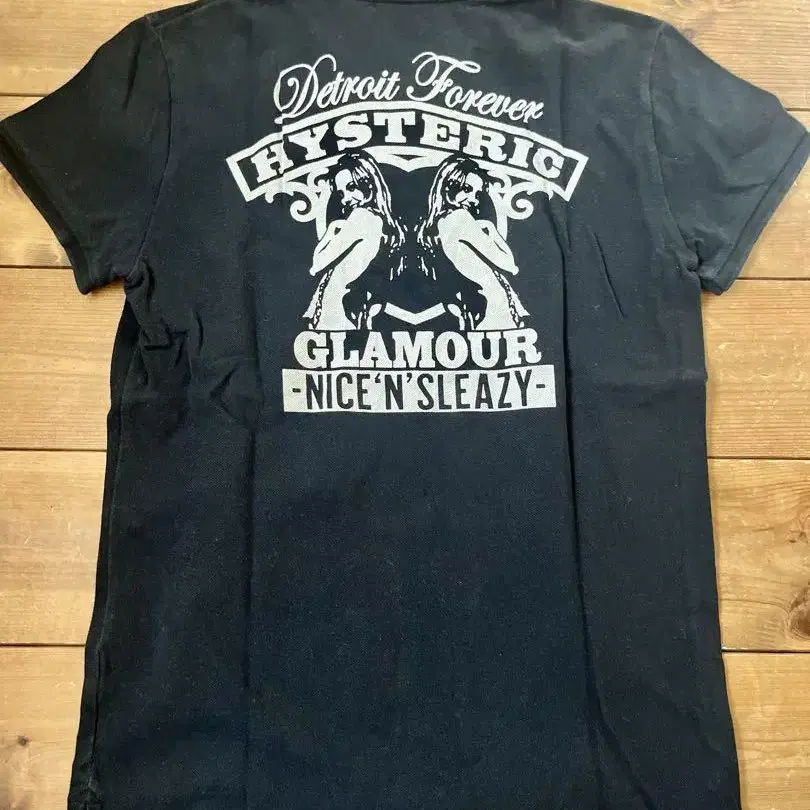 Detroit Forever
HYSTERIC
GLAMOUR
-NICE'N'SLEAZY-